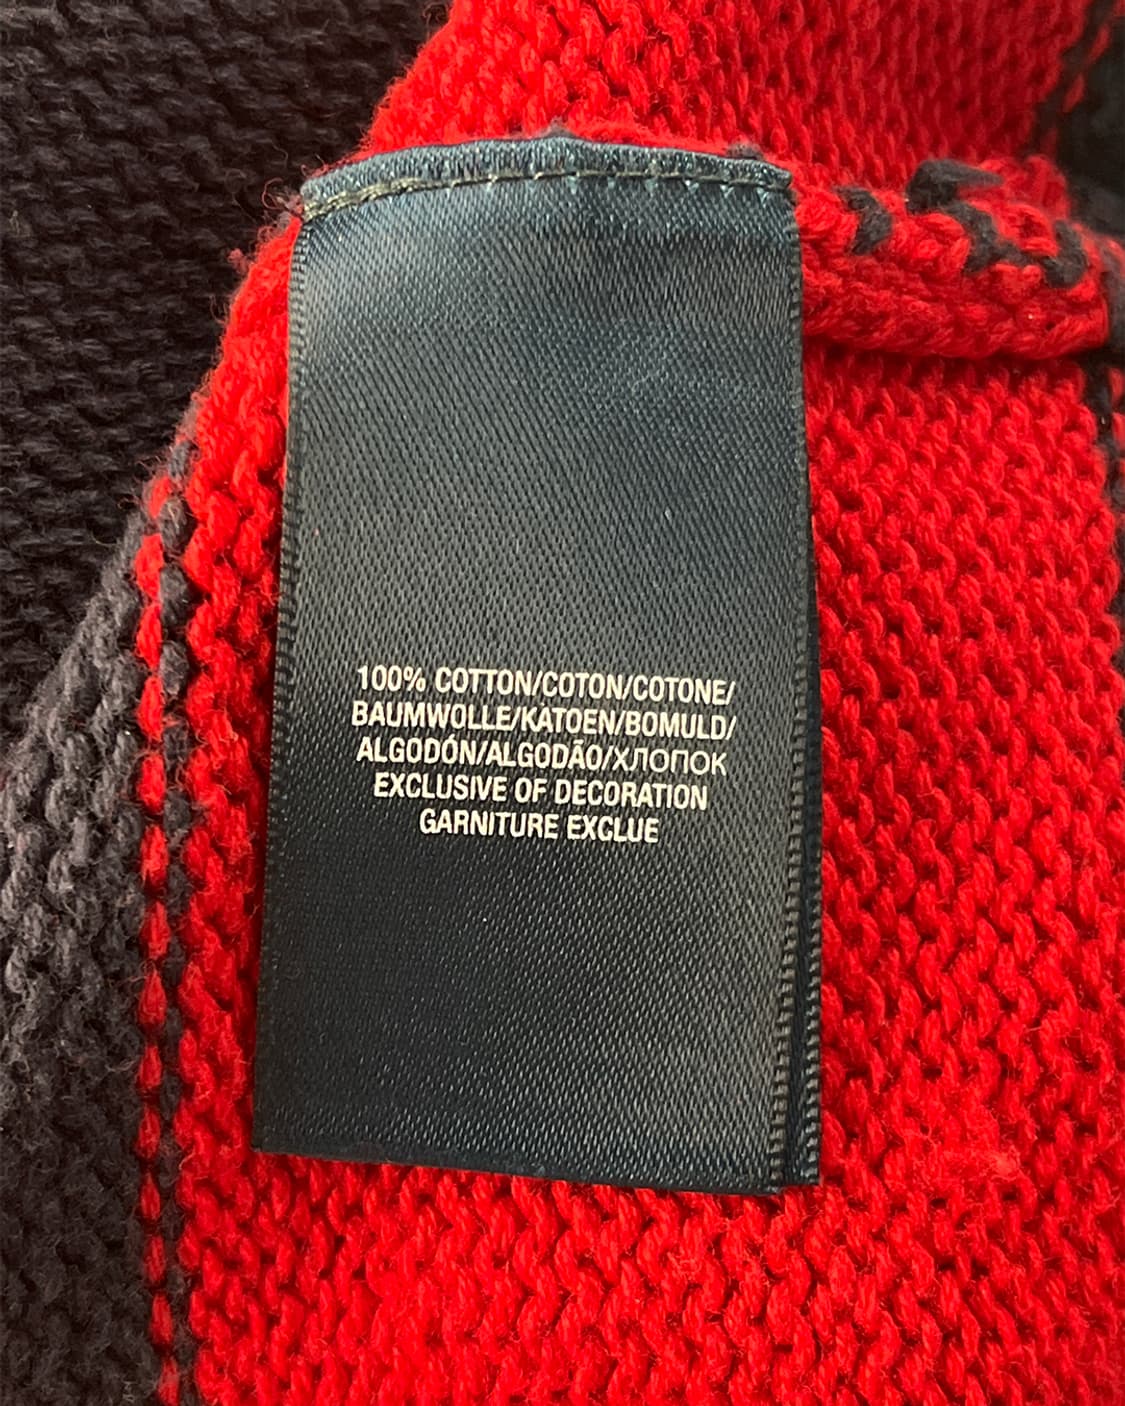 100% COTTON/COTON/COTONE/
BAUMWOLLE/KATOEN/BOMULD/
ALGODÓN/ALGODÃO/ХЛОПОК
EXCLUSIVE OF DECORATION
GARNITURE EXCLUE